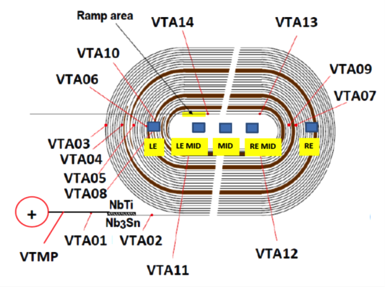 Ramp area
VTA14
VTA13
VTA10
VTA06
VTA09
VTA07
VTA03
VTA04
VTA05
VTA08
LE
LE MID
MID
RE MID
RE
+
NbTi
Nb3Sn
VTMP
VTA01
VTA02
VTA11
VTA12